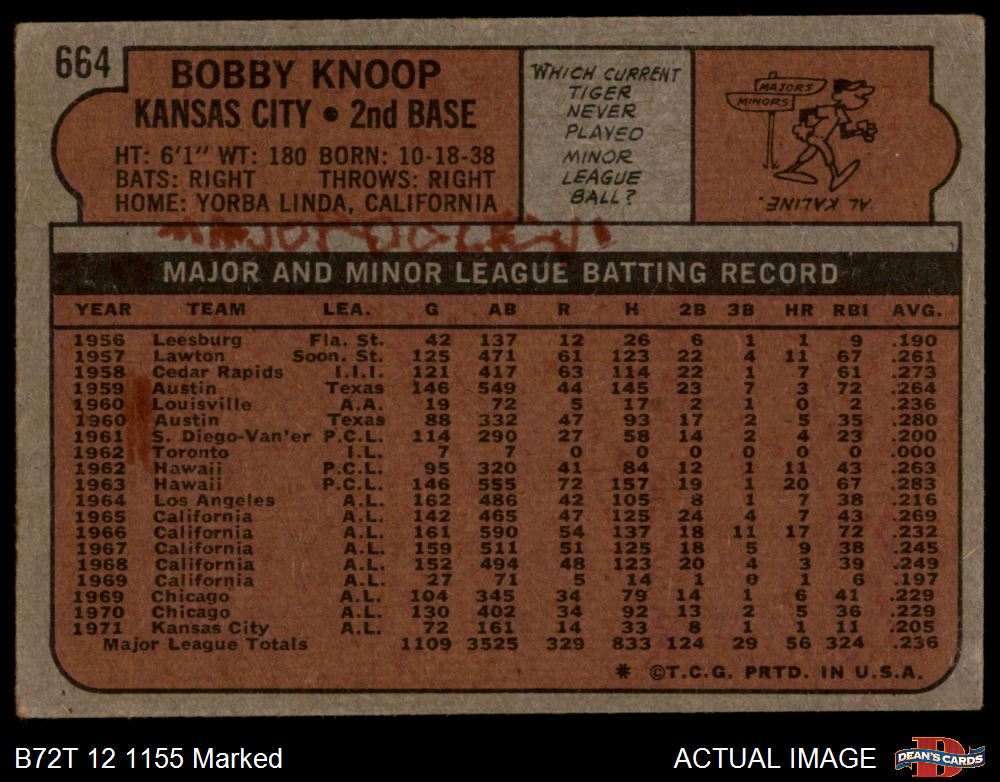 664
BOBBY KNOOP
KANSAS CITY • 2nd BASE
HT: 6'1" WT: 180 BORN: 10-18-38
BATS: RIGHT THROWS: RIGHT
HOME: YORBA LINDA, CALIFORNIA
WHICH CURRENT
TIGER
NEVER
PLAYED
MINOR
LEAGUE
BALL?
MAJORS
MINORS
AL KALINE.
MAJOR AND MINOR LEAGUE BATTING RECORD
YEAR TEAM LEA. G AB R H 2B 3B HR RBI AVG.
1956 Leesburg Fla. St. 42 137 12 26 6 1 1 9 .190
1957 Lawton Soon. St. 125 471 61 123 22 4 11 67 .261
1958 Cedar Rapids I.I.I. 121 417 63 114 22 1 7 61 .273
1959 Austin Texas 146 549 44 145 23 7 3 72 .264
1960 Louisville A.A. 19 72 5 17 2 1 0 2 .236
1960 Austin Texas 88 332 47 93 17 2 5 35 .280
1961 S. Diego-Van'er P.C.L. 114 290 27 58 14 2 4 23 .200
1962 Toronto I.L. 7 7 0 0 0 0 0 0 .000
1962 Hawaii P.C.L. 95 320 41 84 12 1 11 43 .263
1963 Hawaii P.C.L. 146 555 72 157 19 1 20 67 .283
1964 Los Angeles A.L. 162 486 42 105 8 1 7 38 .216
1965 California A.L. 142 465 47 125 24 4 7 43 .269
1966 California A.L. 161 590 54 137 18 11 17 72 .232
1967 California A.L. 159 511 51 125 18 5 9 38 .245
1968 California A.L. 152 494 48 123 20 4 3 39 .249
1969 California A.L. 27 71 5 14 1 0 1 6 .197
1969 Chicago A.L. 104 345 34 79 14 1 6 41 .229
1970 Chicago A.L. 130 402 34 92 13 2 5 36 .229
1971 Kansas City A.L. 72 161 14 33 8 1 1 11 .205
Major League Totals 1109 3525 329 833 124 29 56 324 .236
* ©T.C.G. PRTD. IN U.S.A.
B72T 12 1155 Marked
ACTUAL IMAGE
DEAN'S CARDS